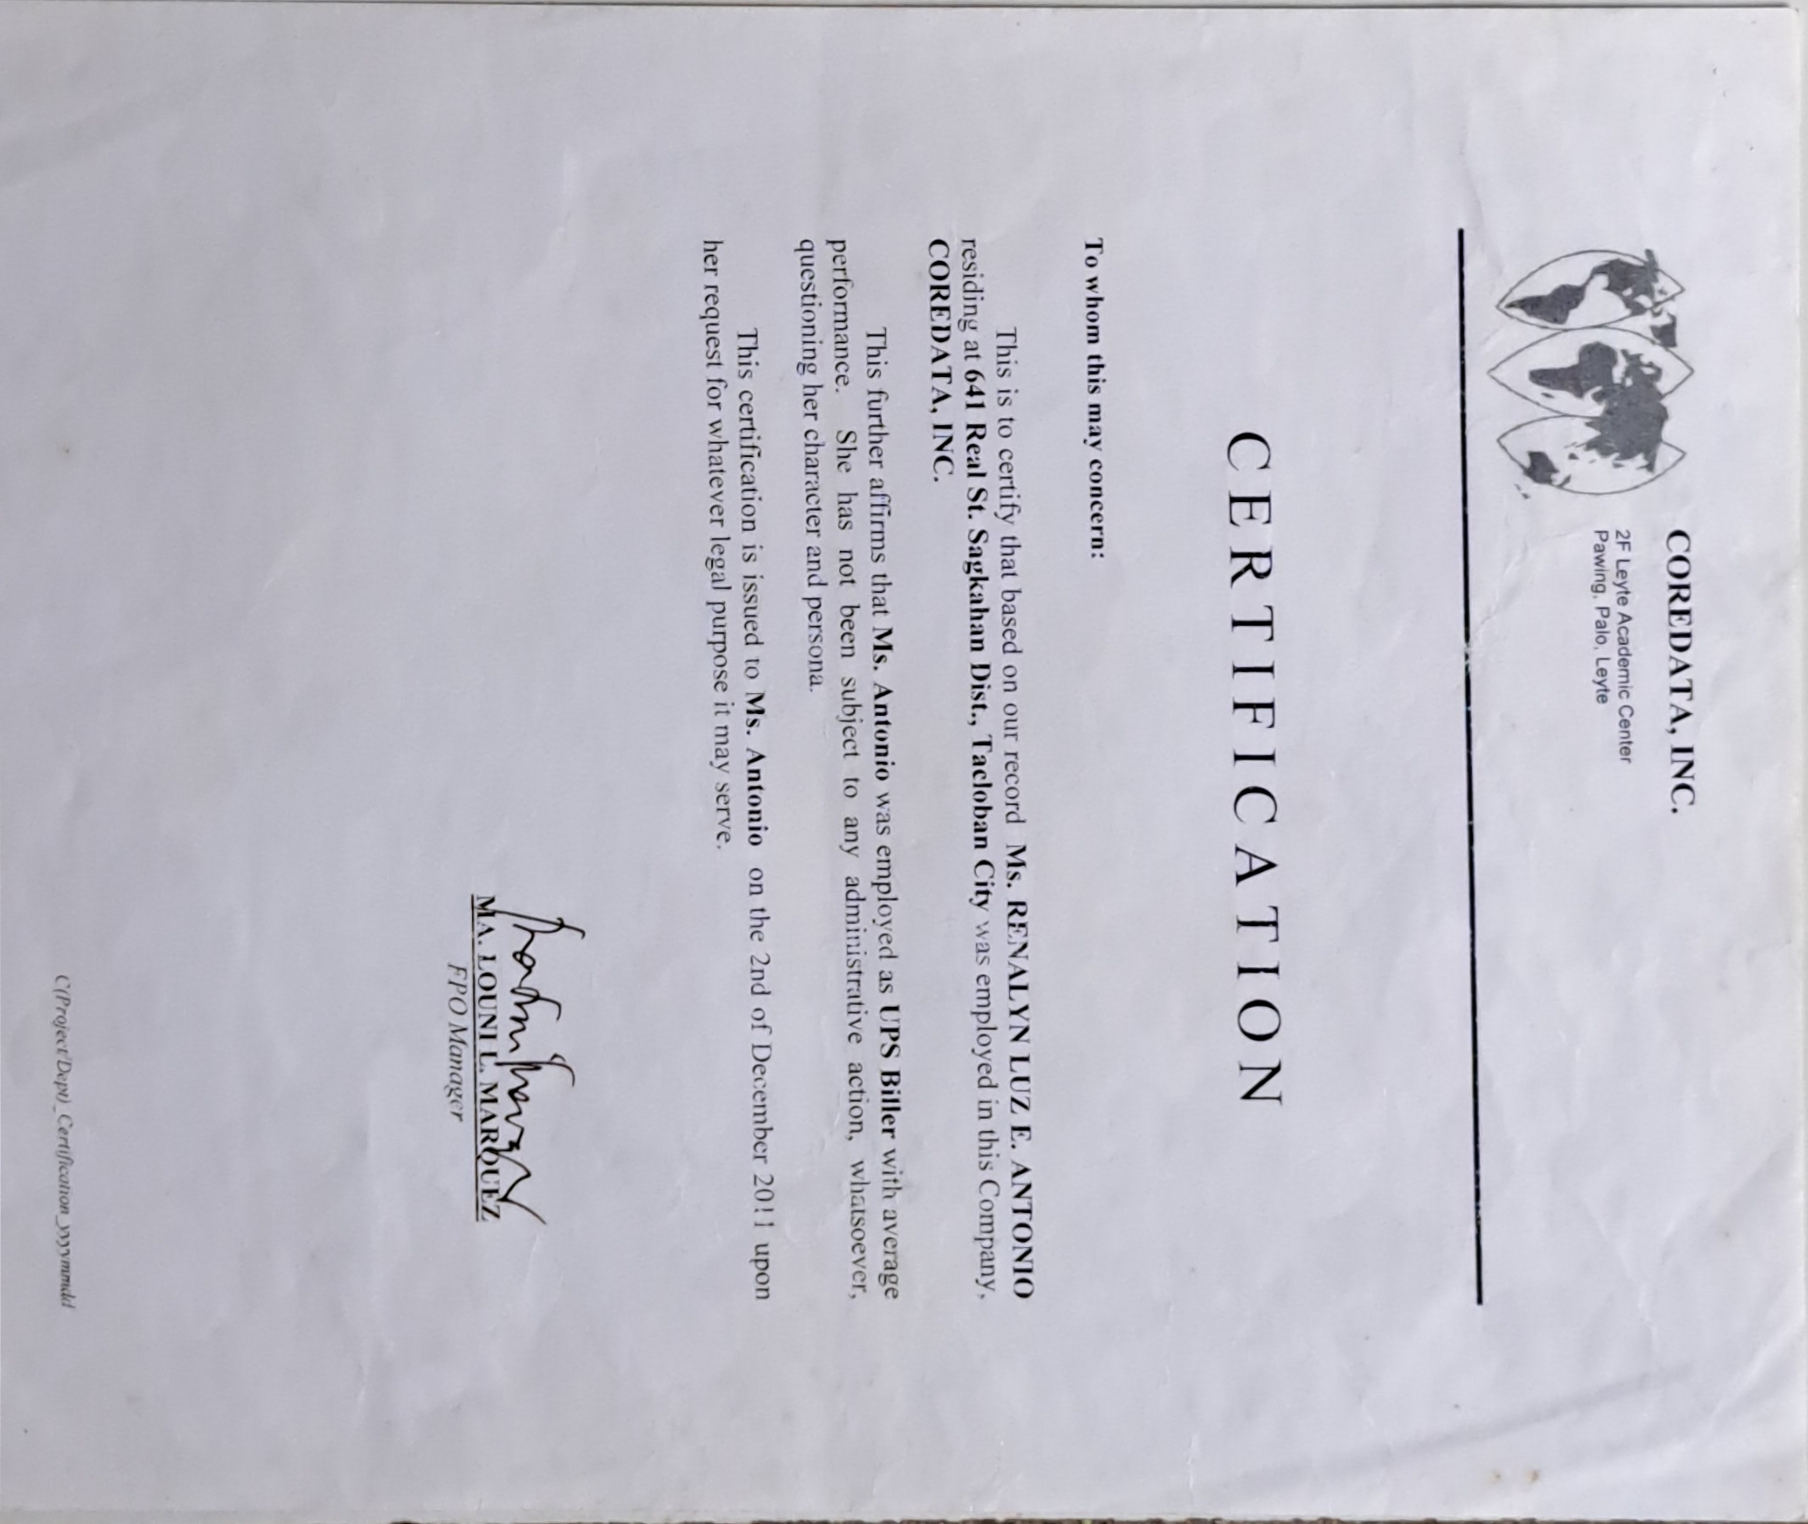 COREDATA, INC.
2F Leyte Academic Center
Pawing, Palo, Leyte
CERTIFICATION
To whom this may concern:
This is to certify that based on our record Ms. RENALYN LUZ E. ANTONIO
residing at 641 Real St. Sagkahan Dist., Tacloban City was employed in this Company,
COREDATA, INC.
This further affirms that Ms. Antonio was employed as UPS Biller with average
performance. She has not been subject to any administrative action, whatsoever,
questioning her character and persona.
This certification is issued to Ms. Antonio on the 2nd of December 2011 upon
her request for whatever legal purpose it may serve.
MA. LOUNI L. MARQUEZ
FPO Manager
C(Project/Dept)_Certification_yyymmdd